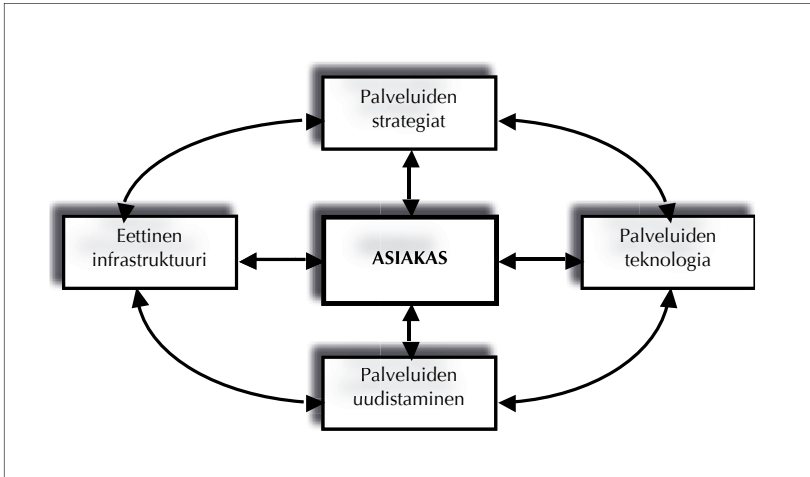 Palveluiden
strategiat
Eettinen
infrastruktuuri
ASIAKAS
Palveluiden
teknologia
Palveluiden
uudistaminen